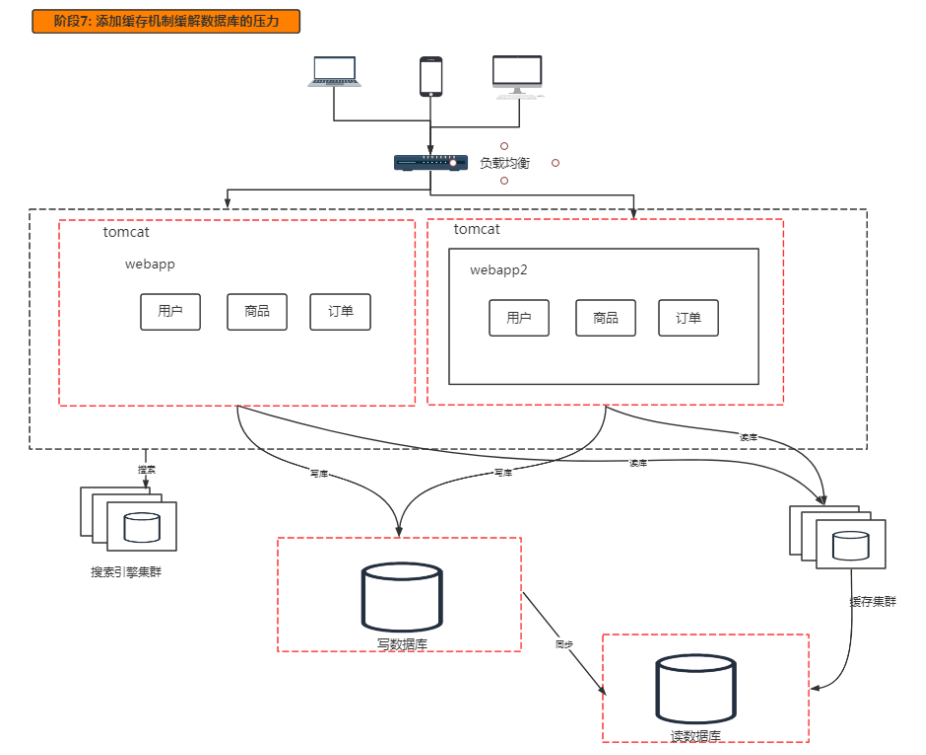 阶段7: 添加缓存机制缓解数据库的压力
负载均衡
tomcat
tomcat
webapp
webapp2
用户
商品
订单
用户
商品
订单
读库
搜索
写库
写库
读库
搜索引擎集群
缓存集群
写数据库
同步
读数据库